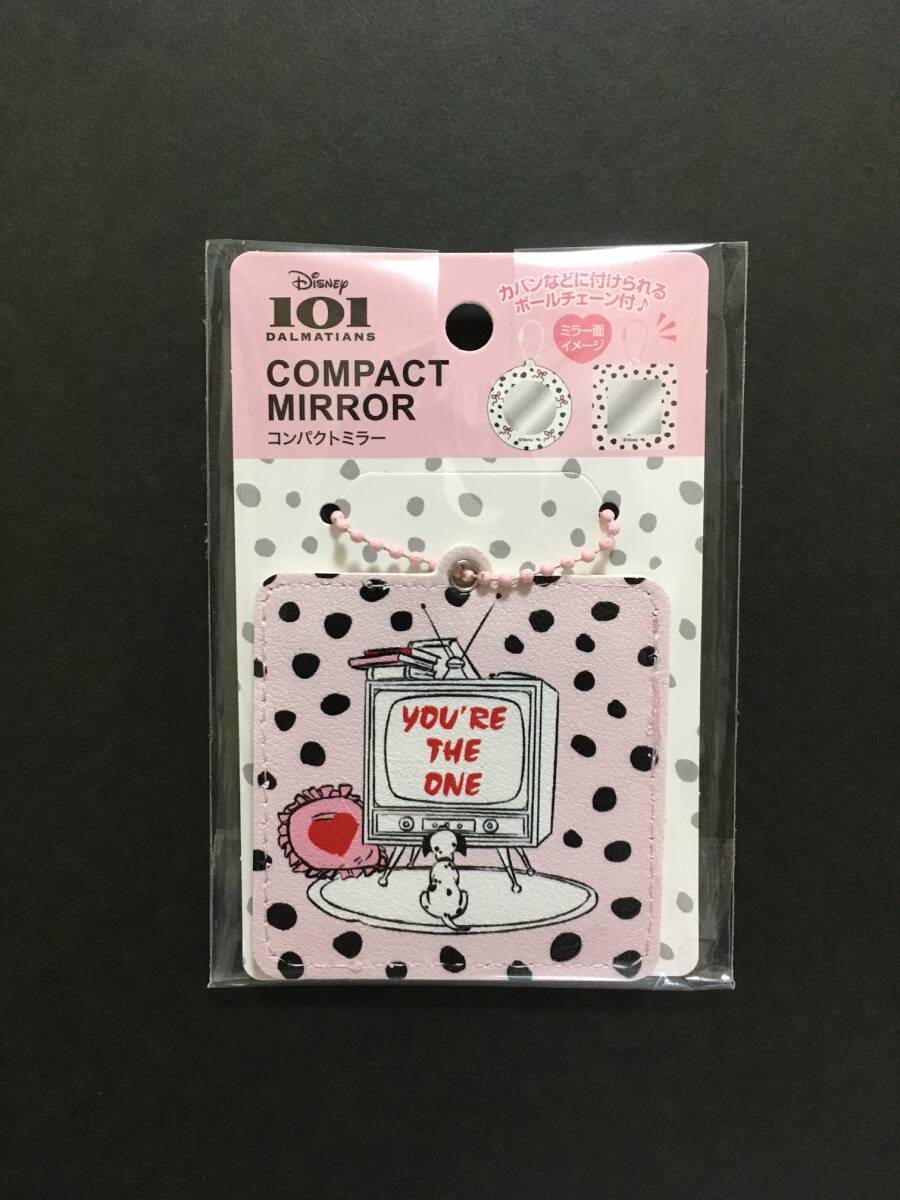 Disney
101
DALMATIANS
COMPACT
MIRROR
コンパクトミラー
カバンなどに付けられる
ボールチェーン付♪
ミラー面
イメージ
©Disney
©Disney
YOU'RE
THE
ONE